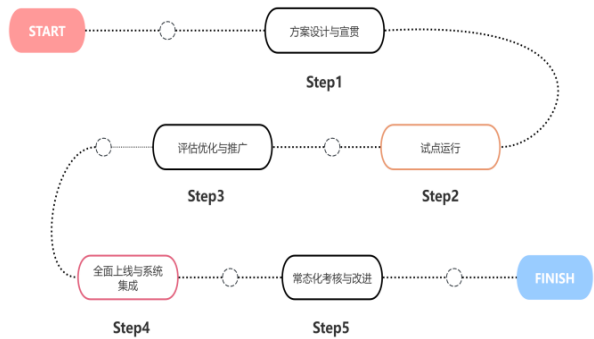 START
方案设计与宣贯
Step1
评估优化与推广
试点运行
Step3
Step2
全面上线与系统
集成
常态化考核与改进
FINISH
Step4
Step5